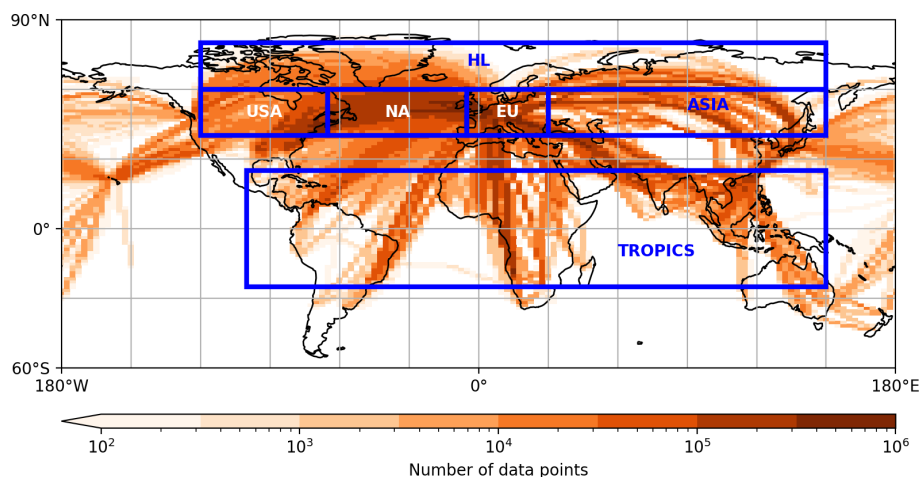 90°N
HL
USA NA EU ASIA
0°
TROPICS
60°S
180°W 0° 180°E
10² 10³ 10⁴ 10⁵ 10⁶
Number of data points